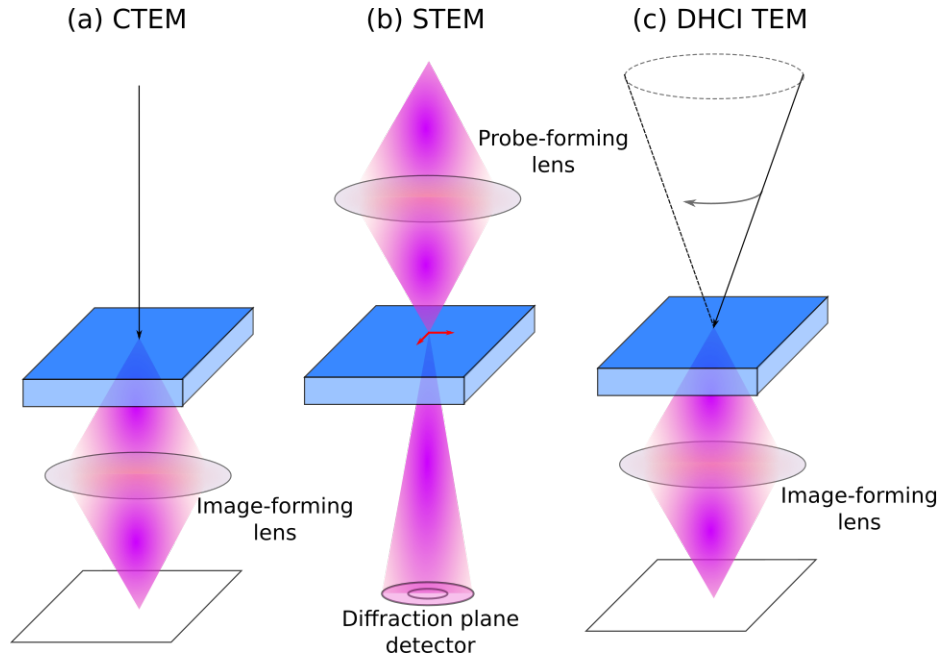 (a) CTEM
(b) STEM
(c) DHCI TEM
Probe-forming
lens
Image-forming
lens
Image-forming
lens
Diffraction plane
detector